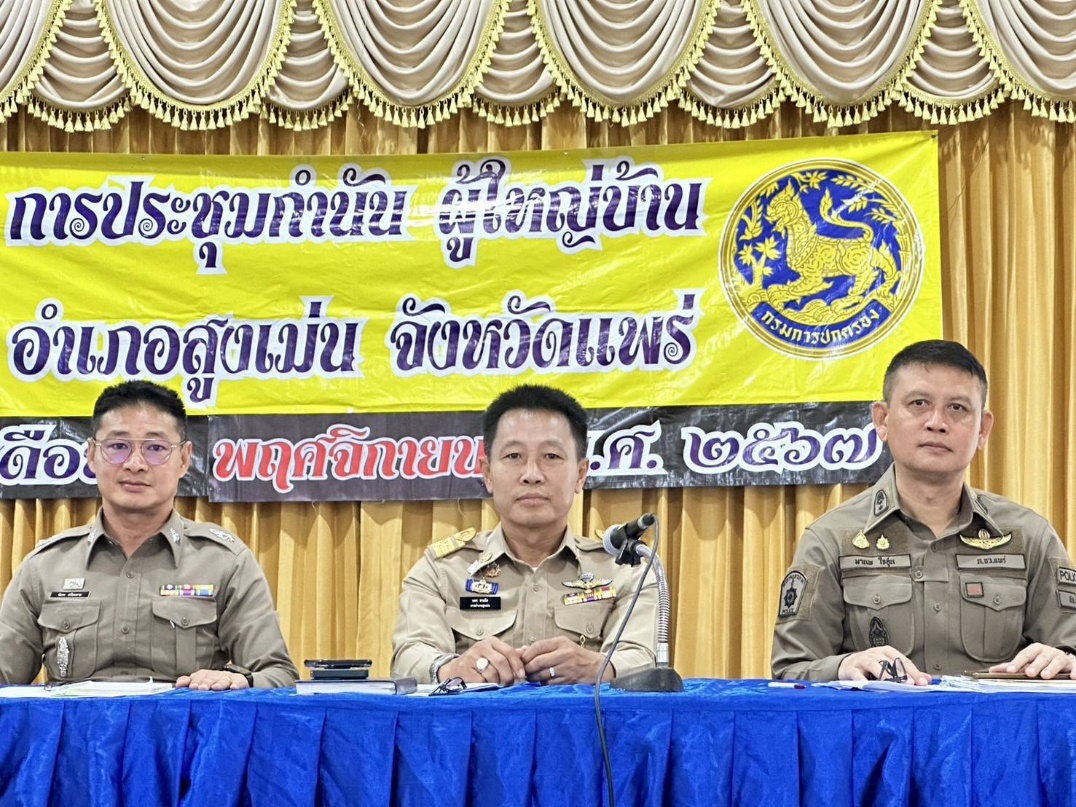 การประชุมกำนัน ผู้ใหญ่บ้าน
อำเภอสูงเม่น จังหวัดแพร่
พฤศจิกายน .ศ. ๒๕๖๗
กรมการปกครอง
POLI